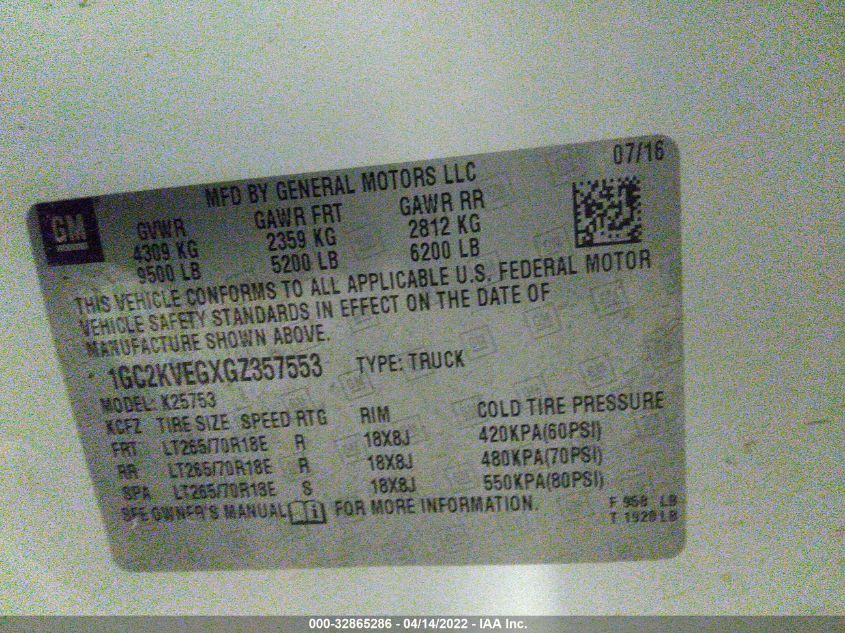 07/16
MFD BY GENERAL MOTORS LLC
GM
GVWR GAWR FRT GAWR RR
4309 KG 2359 KG 2812 KG
9500 LB 5200 LB 6200 LB
THIS VEHICLE CONFORMS TO ALL APPLICABLE U.S. FEDERAL MOTOR
VEHICLE SAFETY STANDARDS IN EFFECT ON THE DATE OF
MANUFACTURE SHOWN ABOVE.
1GC2KVEGXGZ357553 TYPE: TRUCK
MODEL: K25753
KCFZ TIRE SIZE SPEED RTG RIM COLD TIRE PRESSURE
FRT LT265/70R18E R 18X8J 420KPA(60PSI)
RR LT265/70R18E R 18X8J 480KPA(70PSI)
SPA LT265/70R18E S 18X8J 550KPA(80PSI)
SEE OWNER'S MANUAL FOR MORE INFORMATION.
F 958 LB
T 1928 LB
000-32865286 - 04/14/2022 - IAA Inc.